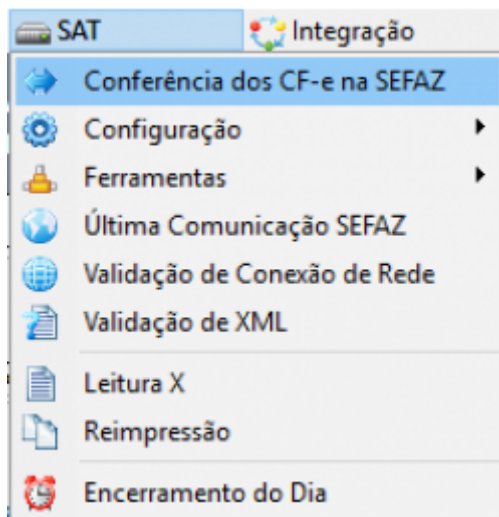 SAT Integração
Conferência dos CF-e na SEFAZ
Configuração
Ferramentas
Última Comunicação SEFAZ
Validação de Conexão de Rede
Validação de XML
Leitura X
Reimpressão
Encerramento do Dia